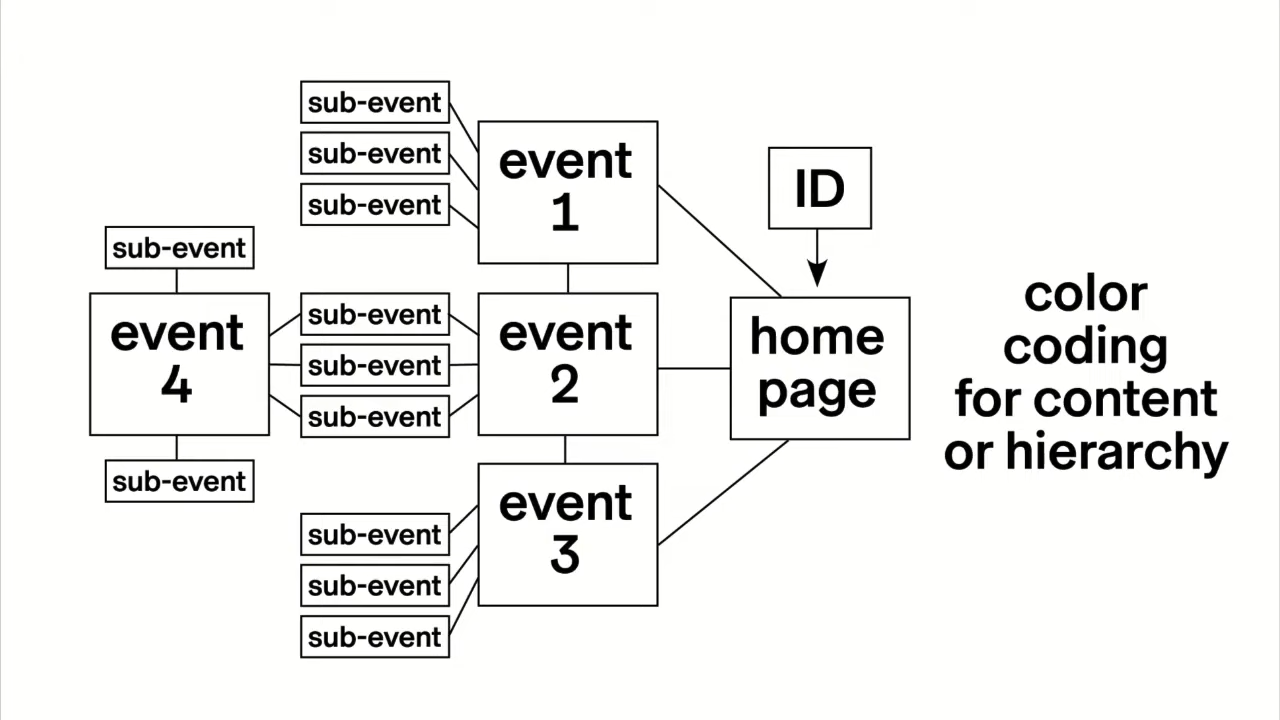 sub-event
sub-event
sub-event
event
1
ID
sub-event
event
4
sub-event
sub-event
sub-event
event
2
home
page
color
coding
for content
or hierarchy
sub-event
sub-event
sub-event
sub-event
event
3